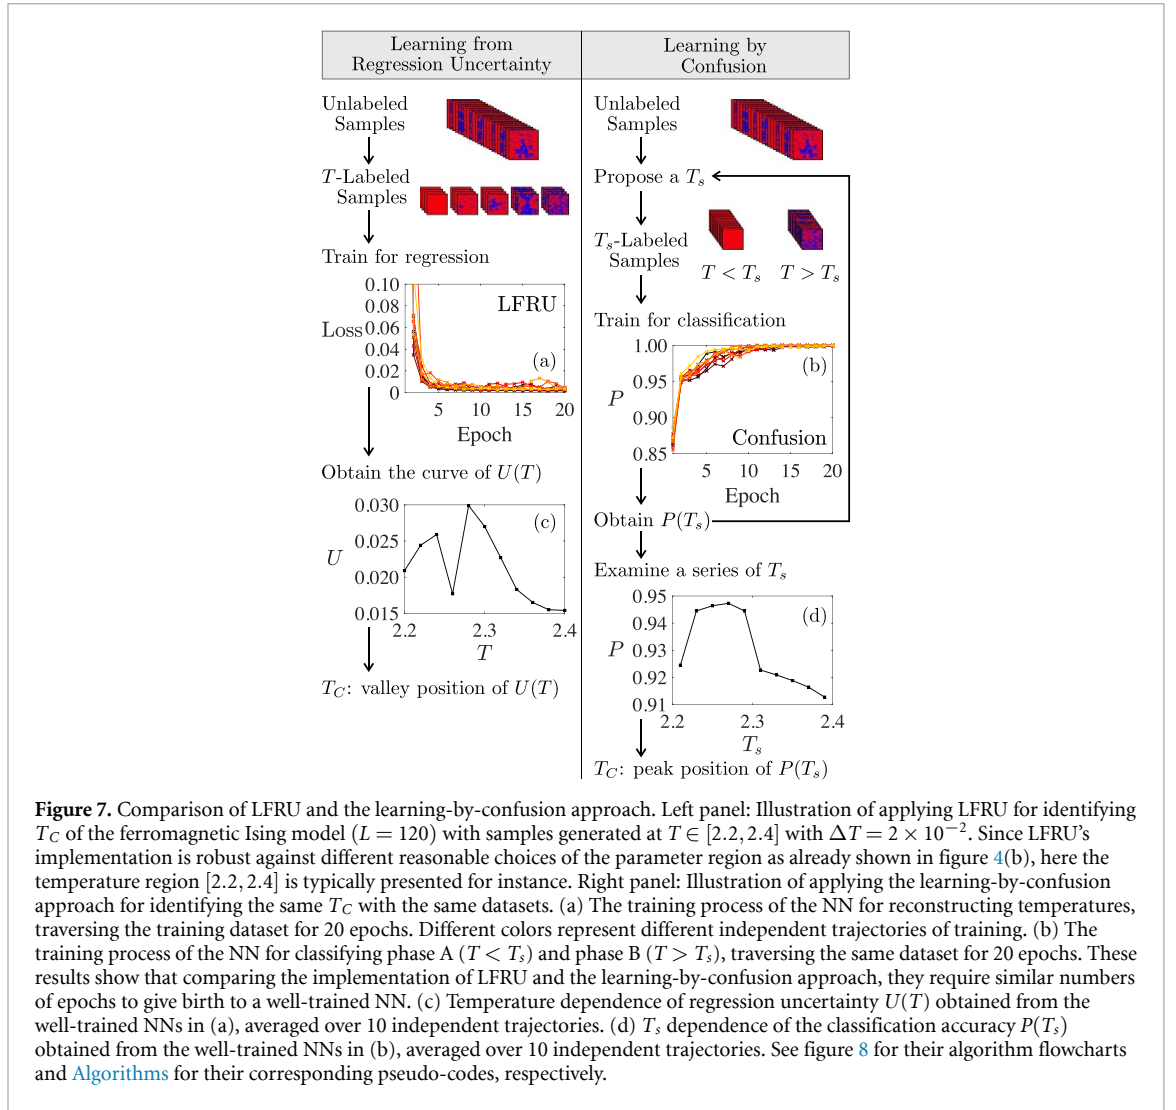 Learning from
Regression Uncertainty
Learning by
Confusion
Unlabeled
Samples
T-Labeled
Samples
Train for regression
0.10
0.08
Loss 0.06
0.04
0.02
0
LFRU
(a)
5 10 15 20
Epoch
Obtain the curve of U(T)
0.030
0.025
U
0.020
0.015
(c)
2.2 2.3 2.4
T
T_C: valley position of U(T)
Unlabeled
Samples
Propose a T_s
T_s-Labeled
Samples
T < T_s T > T_s
Train for classification
1.00
0.95
P
0.90
0.85
(b)
Confusion
5 10 15 20
Epoch
Obtain P(T_s)
Examine a series of T_s
0.95
0.94
0.93
P
0.92
0.91
(d)
2.2 2.3 2.4
T_s
T_C: peak position of P(T_s)
Figure 7. Comparison of LFRU and the learning-by-confusion approach. Left panel: Illustration of applying LFRU for identifying
T_C of the ferromagnetic Ising model (L = 120) with samples generated at T ∈ [2.2, 2.4] with ΔT = 2 × 10⁻². Since LFRU's
implementation is robust against different reasonable choices of the parameter region as already shown in figure 4(b), here the
temperature region [2.2, 2.4] is typically presented for instance. Right panel: Illustration of applying the learning-by-confusion
approach for identifying the same T_C with the same datasets. (a) The training process of the NN for reconstructing temperatures,
traversing the training dataset for 20 epochs. Different colors represent different independent trajectories of training. (b) The
training process of the NN for classifying phase A (T < T_s) and phase B (T > T_s), traversing the same dataset for 20 epochs. These
results show that comparing the implementation of LFRU and the learning-by-confusion approach, they require similar numbers
of epochs to give birth to a well-trained NN. (c) Temperature dependence of regression uncertainty U(T) obtained from the
well-trained NNs in (a), averaged over 10 independent trajectories. (d) T_s dependence of the classification accuracy P(T_s)
obtained from the well-trained NNs in (b), averaged over 10 independent trajectories. See figure 8 for their algorithm flowcharts
and Algorithms for their corresponding pseudo-codes, respectively.